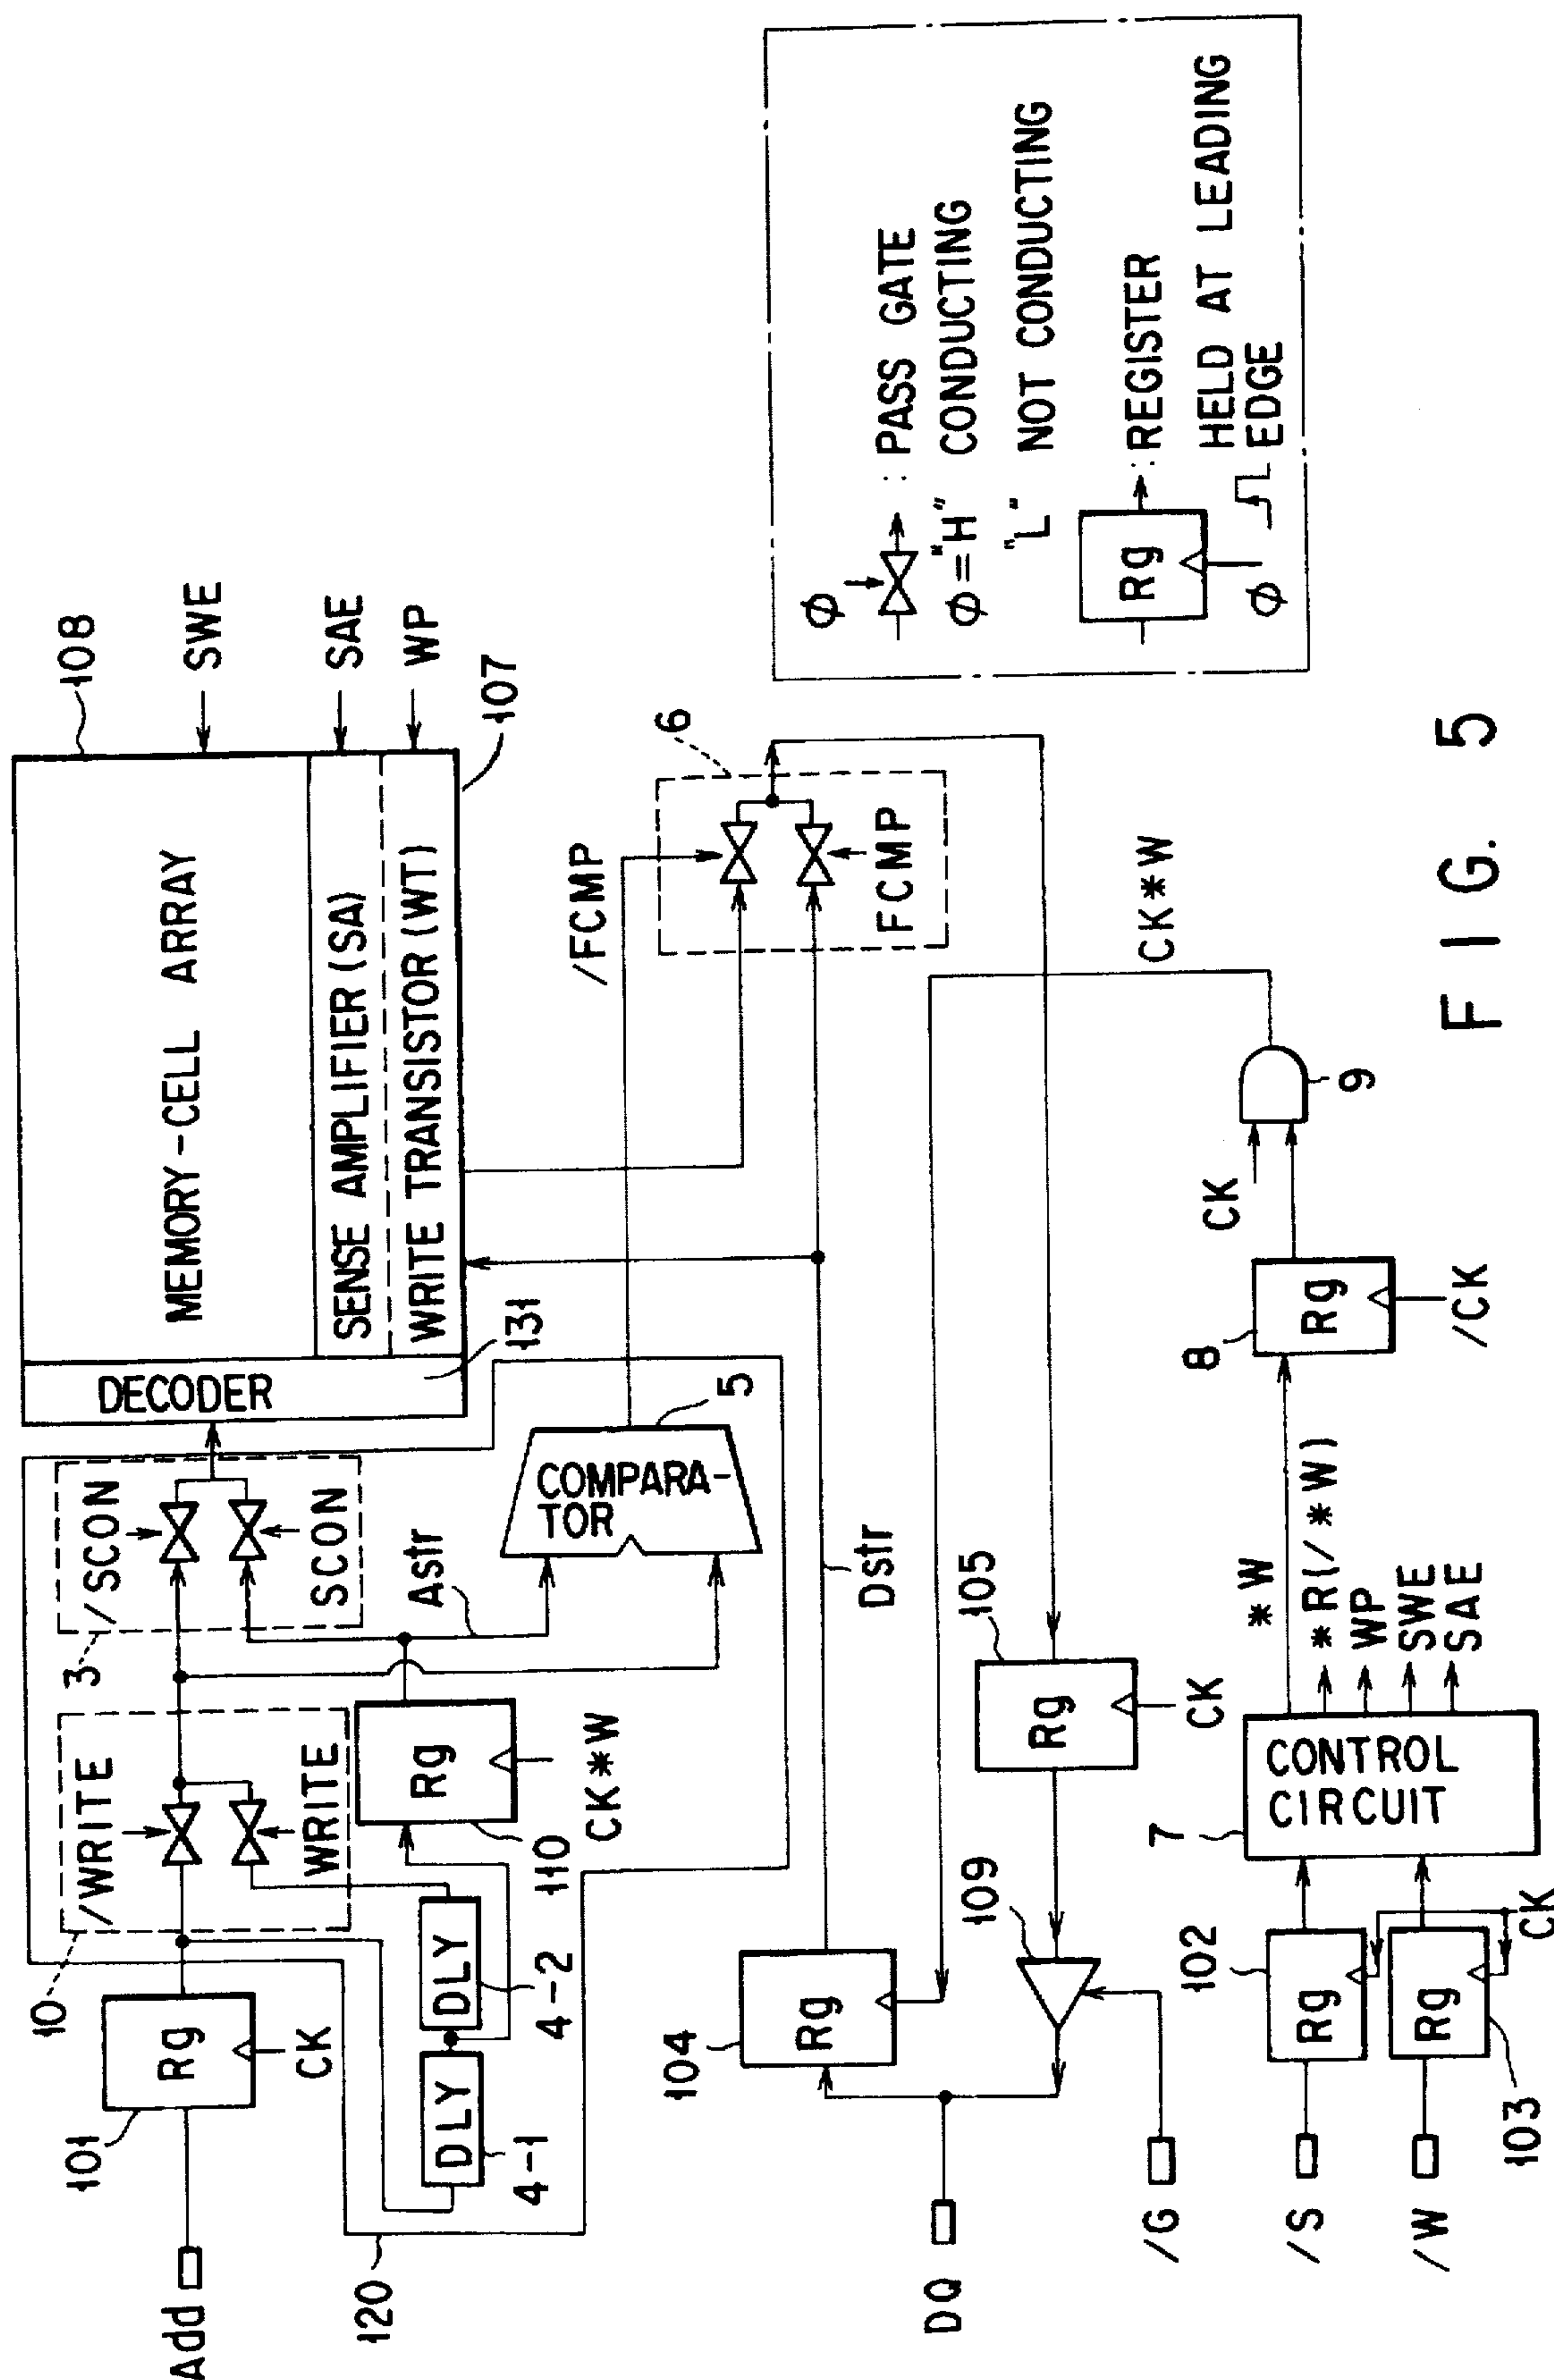 108
MEMORY-CELL ARRAY
SWE
SENSE AMPLIFIER (SA)
SAE
WRITE TRANSISTOR (WT)
WP
107
DECODER
131
3
/SCON
SCON
10
/WRITE
WRITE
101
Rg
CK
Add
Rg
110
CK*W
Astr
COMPARA-
TOR
5
DLY
4-1
DLY
4-2
120
/FCMP
6
FCMP
Dstr
104
Rg
DQ
109
105
Rg
CK
CK*W
/G
/S
/W
102
Rg
103
Rg
CK
7
CONTROL
CIRCUIT
*W
*R(/*W)
WP
SWE
SAE
8
Rg
/CK
CK
9
Φ
: PASS GATE
Φ="H" CONDUCTING
"L" NOT CONDUCTING
Rg
:REGISTER
Φ
HELD AT LEADING
EDGE
FIG. 5